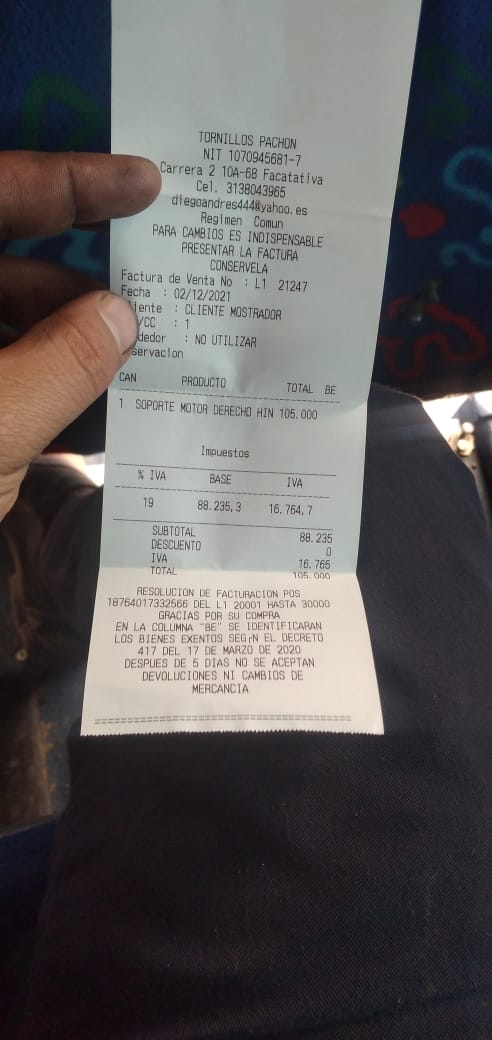 TORNILLOS PACHON
NIT 1070945681-7
Carrera 2 10A-68 Facatativa
Cel. 3138043965
diegoandres444@yahoo.es
Regimen Comun
PARA CAMBIOS ES INDISPENSABLE
PRESENTAR LA FACTURA
CONSERVELA
Factura de Venta No : L1 21247
Fecha : 02/12/2021
liente : CLIENTE MOSTRADOR
/CC : 1
dedor : NO UTILIZAR
servacion
CAN PRODUCTO TOTAL BE
1 SOPORTE MOTOR DERECHO HIN 105.000
Impuestos
% IVA BASE IVA
19 88.235,3 16.764,7
SUBTOTAL 88.235
DESCUENTO 0
IVA 16.765
TOTAL 105.000
RESOLUCION DE FACTURACION POS
18764017332566 DEL L1 20001 HASTA 30000
GRACIAS POR SU COMPRA
EN LA COLUMNA "BE" SE IDENTIFICARAN
LOS BIENES EXENTOS SEG¡N EL DECRETO
417 DEL 17 DE MARZO DE 2020
DESPUES DE 5 DIAS NO SE ACEPTAN
DEVOLUCIONES NI CAMBIOS DE
MERCANCIA